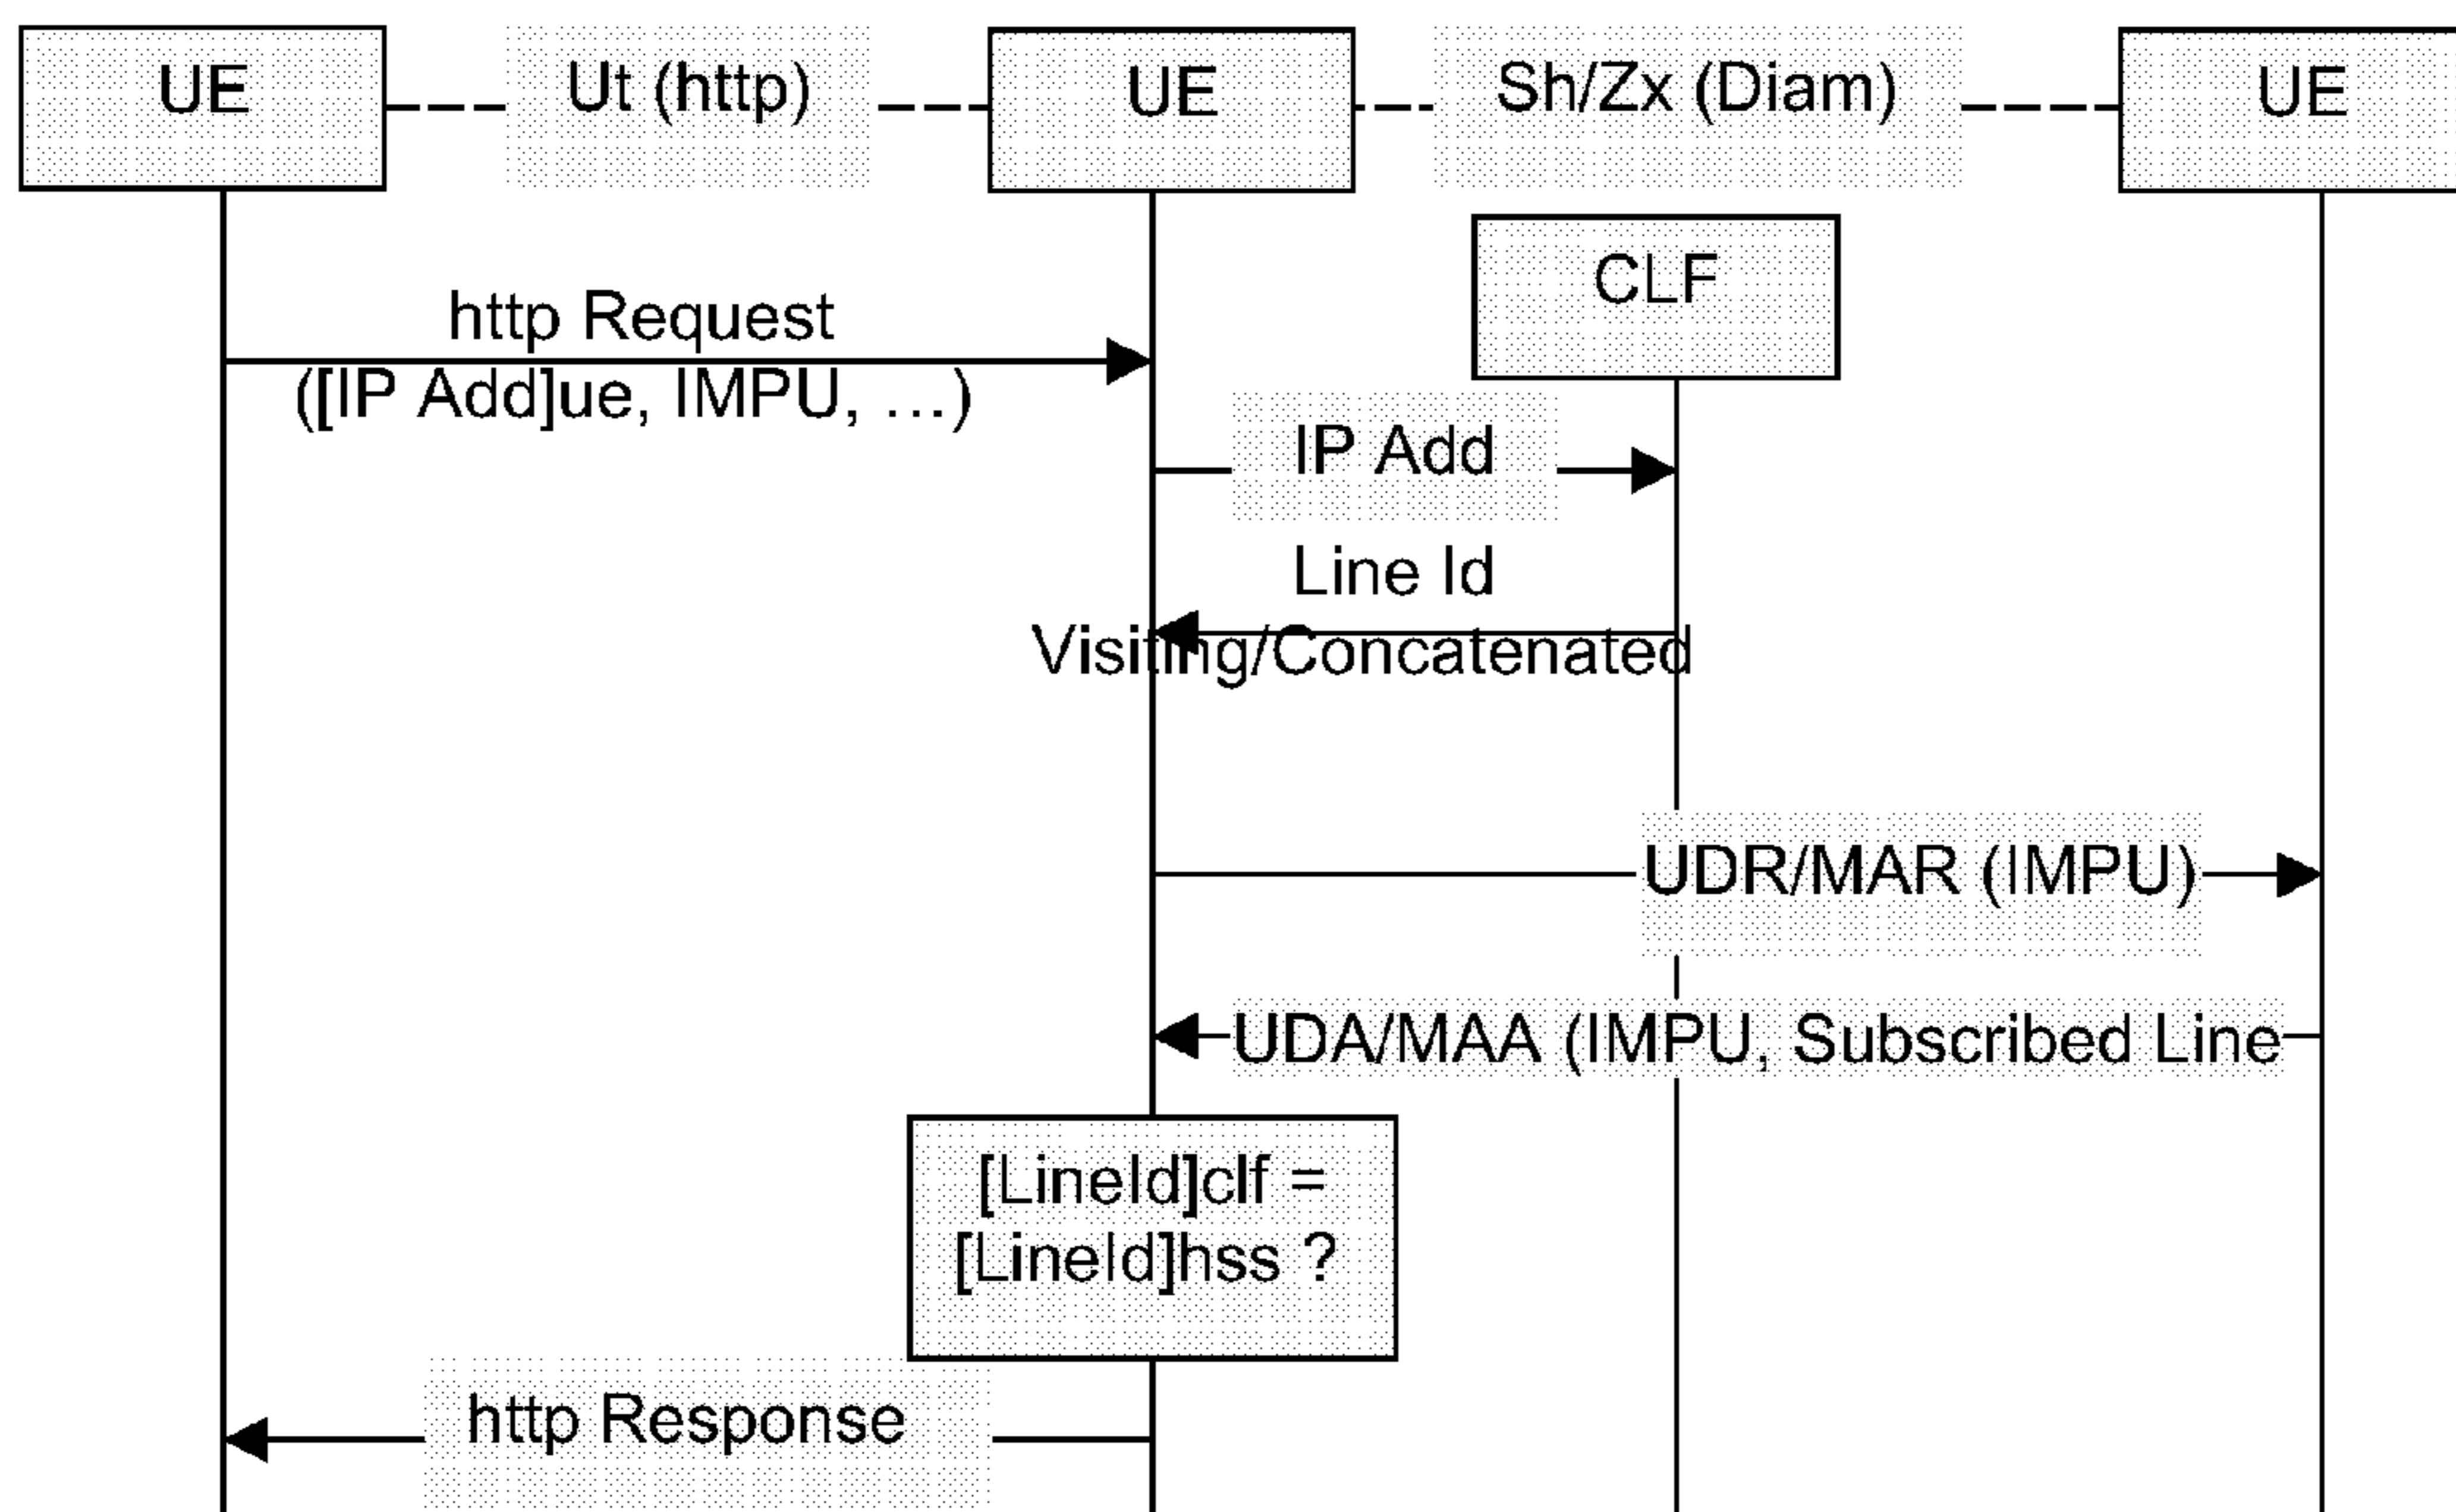 UE
Ut (http)
UE
Sh/Zx (Diam)
UE
CLF
http Request
([IP Add]ue, IMPU, ...)
IP Add
Line Id
Visiting/Concatenated
UDR/MAR (IMPU)
UDA/MAA (IMPU, Subscribed Line
[LineId]clf =
[LineId]hss ?
http Response